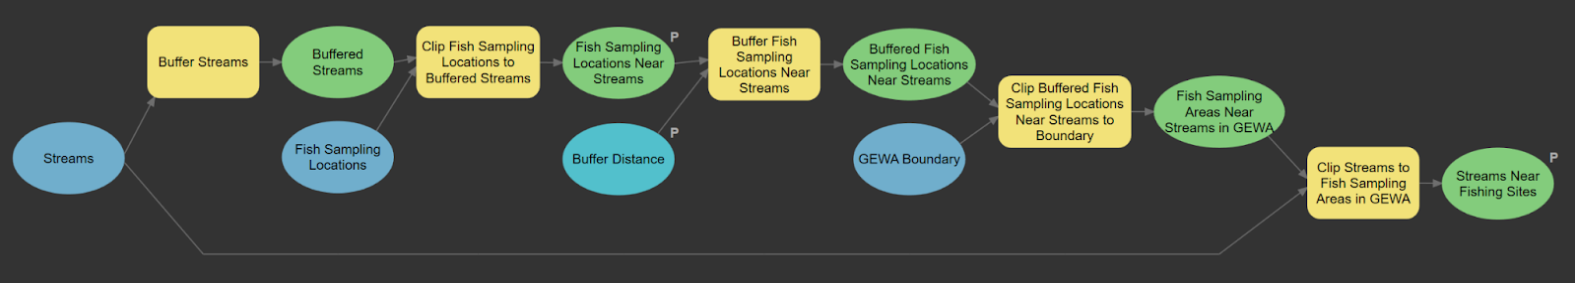 Buffer Streams
Buffered
Streams
Clip Fish Sampling
Locations to
Buffered Streams
Fish Sampling
Locations Near
Streams
P
Buffer Fish
Sampling
Locations Near
Streams
Buffered Fish
Sampling Locations
Near Streams
Clip Buffered Fish
Sampling Locations
Near Streams to
Boundary
Fish Sampling
Areas Near
Streams in GEWA
Streams
Fish Sampling
Locations
Buffer Distance
P
GEWA Boundary
Clip Streams to
Fish Sampling
Areas in GEWA
Streams Near
Fishing Sites
P